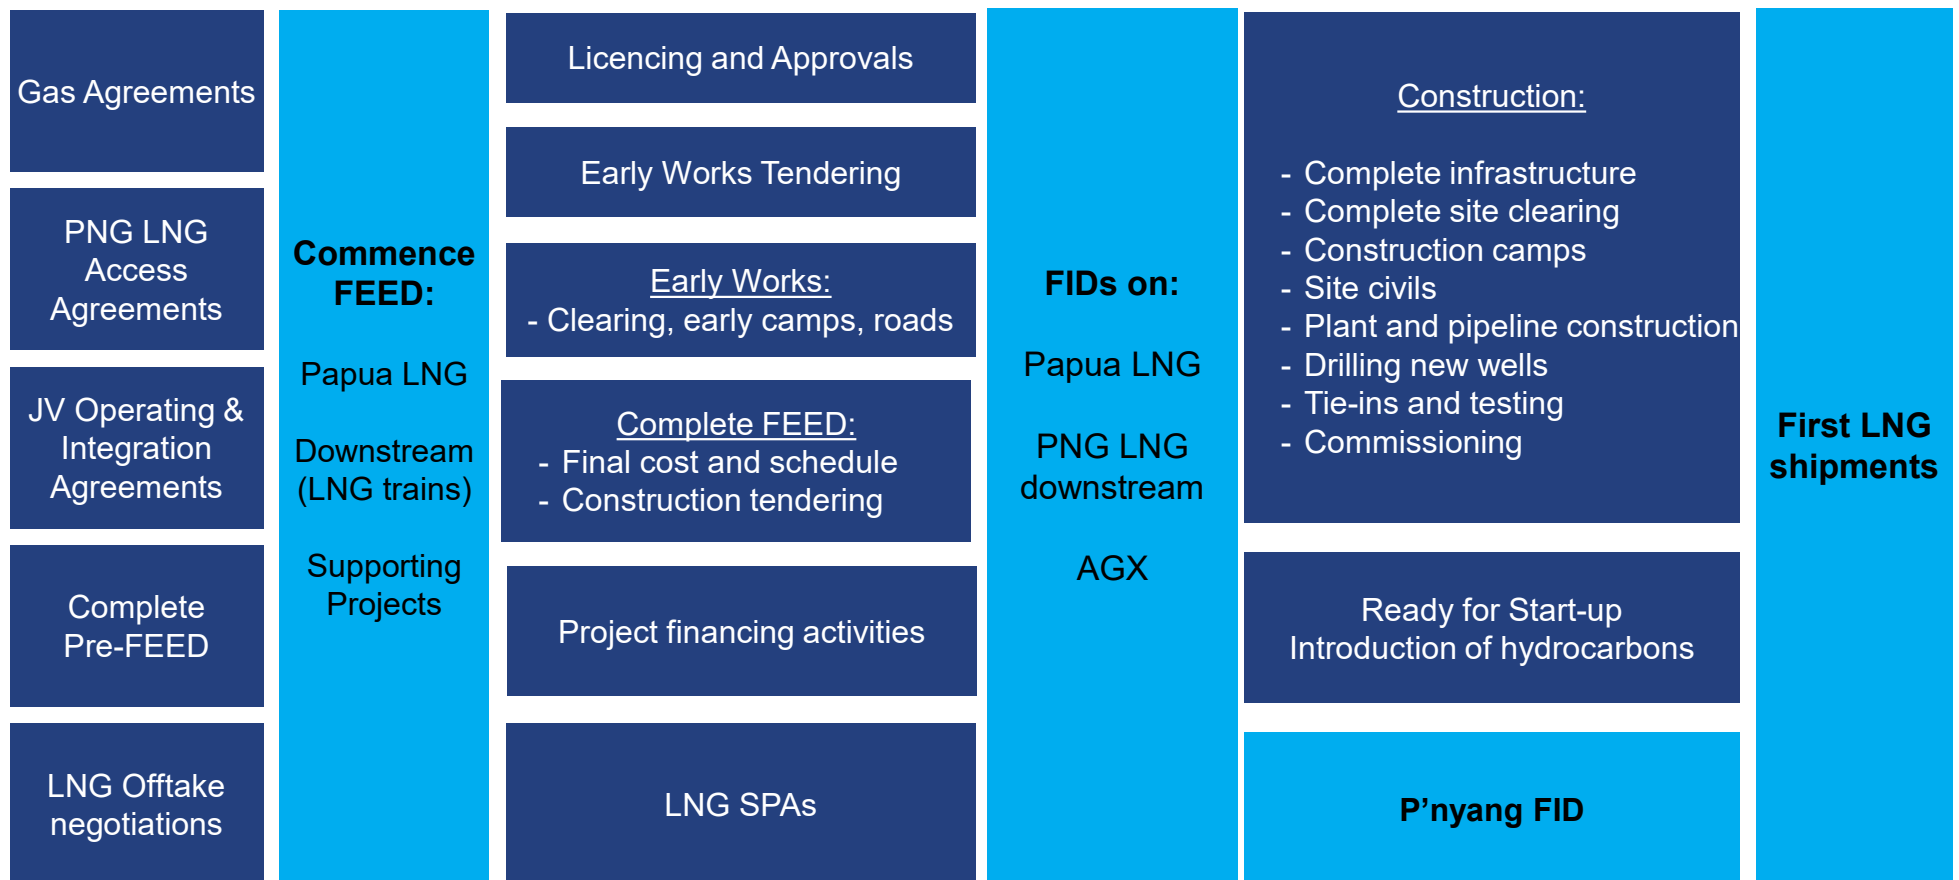 Gas Agreements
PNG LNG
Access
Agreements
JV Operating &
Integration
Agreements
Complete
Pre-FEED
LNG Offtake
negotiations
Commence
FEED:
Papua LNG
Downstream
(LNG trains)
Supporting
Projects
Licencing and Approvals
Early Works Tendering
Early Works:
- Clearing, early camps, roads
Complete FEED:
- Final cost and schedule
- Construction tendering
Project financing activities
LNG SPAs
FIDs on:
Papua LNG
PNG LNG
downstream
AGX
Construction:
- Complete infrastructure
- Complete site clearing
- Construction camps
- Site civils
- Plant and pipeline construction
- Drilling new wells
- Tie-ins and testing
- Commissioning
Ready for Start-up
Introduction of hydrocarbons
P’nyang FID
First LNG
shipments